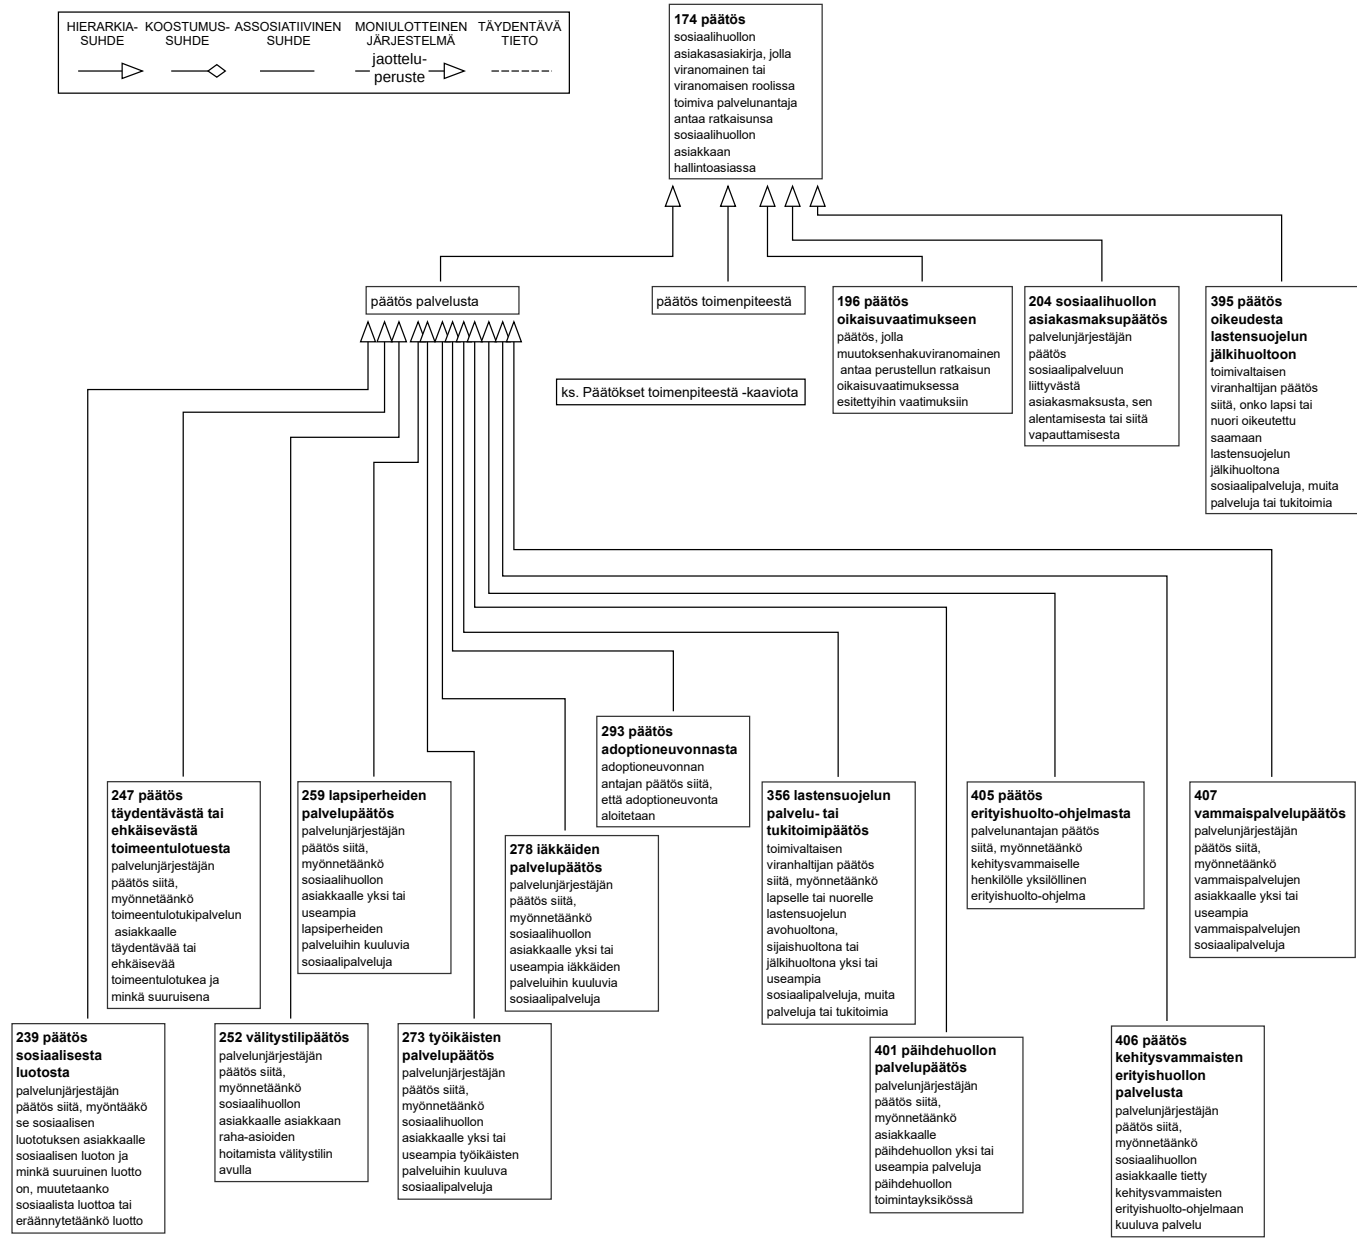 HIERARKIA-
SUHDE
KOOSTUMUS-
SUHDE
ASSOSIATIIVINEN
SUHDE
MONIULOTTEINEN
JÄRJESTELMÄ
jaottelu-
peruste
TÄYDENTÄVÄ
TIETO
174 päätös
sosiaalihuollon
asiakasasiakirja, jolla
viranomainen tai
viranomaisen roolissa
toimiva palvelunantaja
antaa ratkaisunsa
sosiaalihuollon
asiakkaan
hallintoasiassa
päätös palvelusta
päätös toimenpiteestä
ks. Päätökset toimenpiteestä -kaaviota
196 päätös
oikaisuvaatimukseen
päätös, jolla
muutoksenhakuviranomainen
antaa perustellun ratkaisun
oikaisuvaatimuksessa
esitettyihin vaatimuksiin
204 sosiaalihuollon
asiakasmaksupäätös
palvelunjärjestäjän
päätös
sosiaalipalveluun
liittyvästä
asiakasmaksusta, sen
alentamisesta tai siitä
vapauttamisesta
395 päätös
oikeudesta
lastensuojelun
jälkihuoltoon
toimivaltaisen
viranhaltijan päätös
siitä, onko lapsi tai
nuori oikeutettu
saamaan
lastensuojelun
jälkihuoltona
sosiaalipalveluja, muita
palveluja tai tukitoimia
293 päätös
adoptioneuvonnasta
adoptioneuvonnan
antajan päätös siitä,
että adoptioneuvonta
aloitetaan
247 päätös
täydentävästä tai
ehkäisevästä
toimeentulotuesta
palvelunjärjestäjän
päätös siitä,
myönnetäänkö
toimeentulotukipalvelun
asiakkaalle
täydentävää tai
ehkäisevää
toimeentulotukea ja
minkä suuruisena
259 lapsiperheiden
palvelupäätös
palvelunjärjestäjän
päätös siitä,
myönnetäänkö
sosiaalihuollon
asiakkaalle yksi tai
useampia
lapsiperheiden
palveluihin kuuluvia
sosiaalipalveluja
278 iäkkäiden
palvelupäätös
palvelunjärjestäjän
päätös siitä,
myönnetäänkö
sosiaalihuollon
asiakkaalle yksi tai
useampia iäkkäiden
palveluihin kuuluvia
sosiaalipalveluja
356 lastensuojelun
palvelu- tai
tukitoimipäätös
toimivaltaisen
viranhaltijan päätös
siitä, myönnetäänkö
lapselle tai nuorelle
lastensuojelun
avohuoltona,
sijaishuoltona tai
jälkihuoltona yksi tai
useampia
sosiaalipalveluja, muita
palveluja tai tukitoimia
405 päätös
erityishuolto-ohjelmasta
palvelunantajan päätös
siitä, myönnetäänkö
kehitysvammaiselle
henkilölle yksilöllinen
erityishuolto-ohjelma
407
vammaispalvelupäätös
palvelunjärjestäjän
päätös siitä,
myönnetäänkö
vammaispalvelujen
asiakkaalle yksi tai
useampia
vammaispalvelujen
sosiaalipalveluja
239 päätös
sosiaalisesta
luotosta
palvelunjärjestäjän
päätös siitä, myöntääkö
se sosiaalisen
luototuksen asiakkaalle
sosiaalisen luoton ja
minkä suuruinen luotto
on, muutetaanko
sosiaalista luottoa tai
eräännytetäänkö luotto
252 välitystilipäätös
palvelunjärjestäjän
päätös siitä,
myönnetäänkö
sosiaalihuollon
asiakkaalle asiakkaan
raha-asioiden
hoitamista välitystilin
avulla
273 työikäisten
palvelupäätös
palvelunjärjestäjän
päätös siitä,
myönnetäänkö
sosiaalihuollon
asiakkaalle yksi tai
useampia työikäisten
palveluihin kuuluva
sosiaalipalveluja
401 päihdehuollon
palvelupäätös
palvelunjärjestäjän
päätös siitä,
myönnetäänkö
asiakkaalle
päihdehuollon yksi tai
useampia palveluja
päihdehuollon
toimintayksikössä
406 päätös
kehitysvammaisten
erityishuollon
palvelusta
palvelunjärjestäjän
päätös siitä,
myönnetäänkö
sosiaalihuollon
asiakkaalle tietty
kehitysvammaisten
erityishuolto-ohjelmaan
kuuluva palvelu